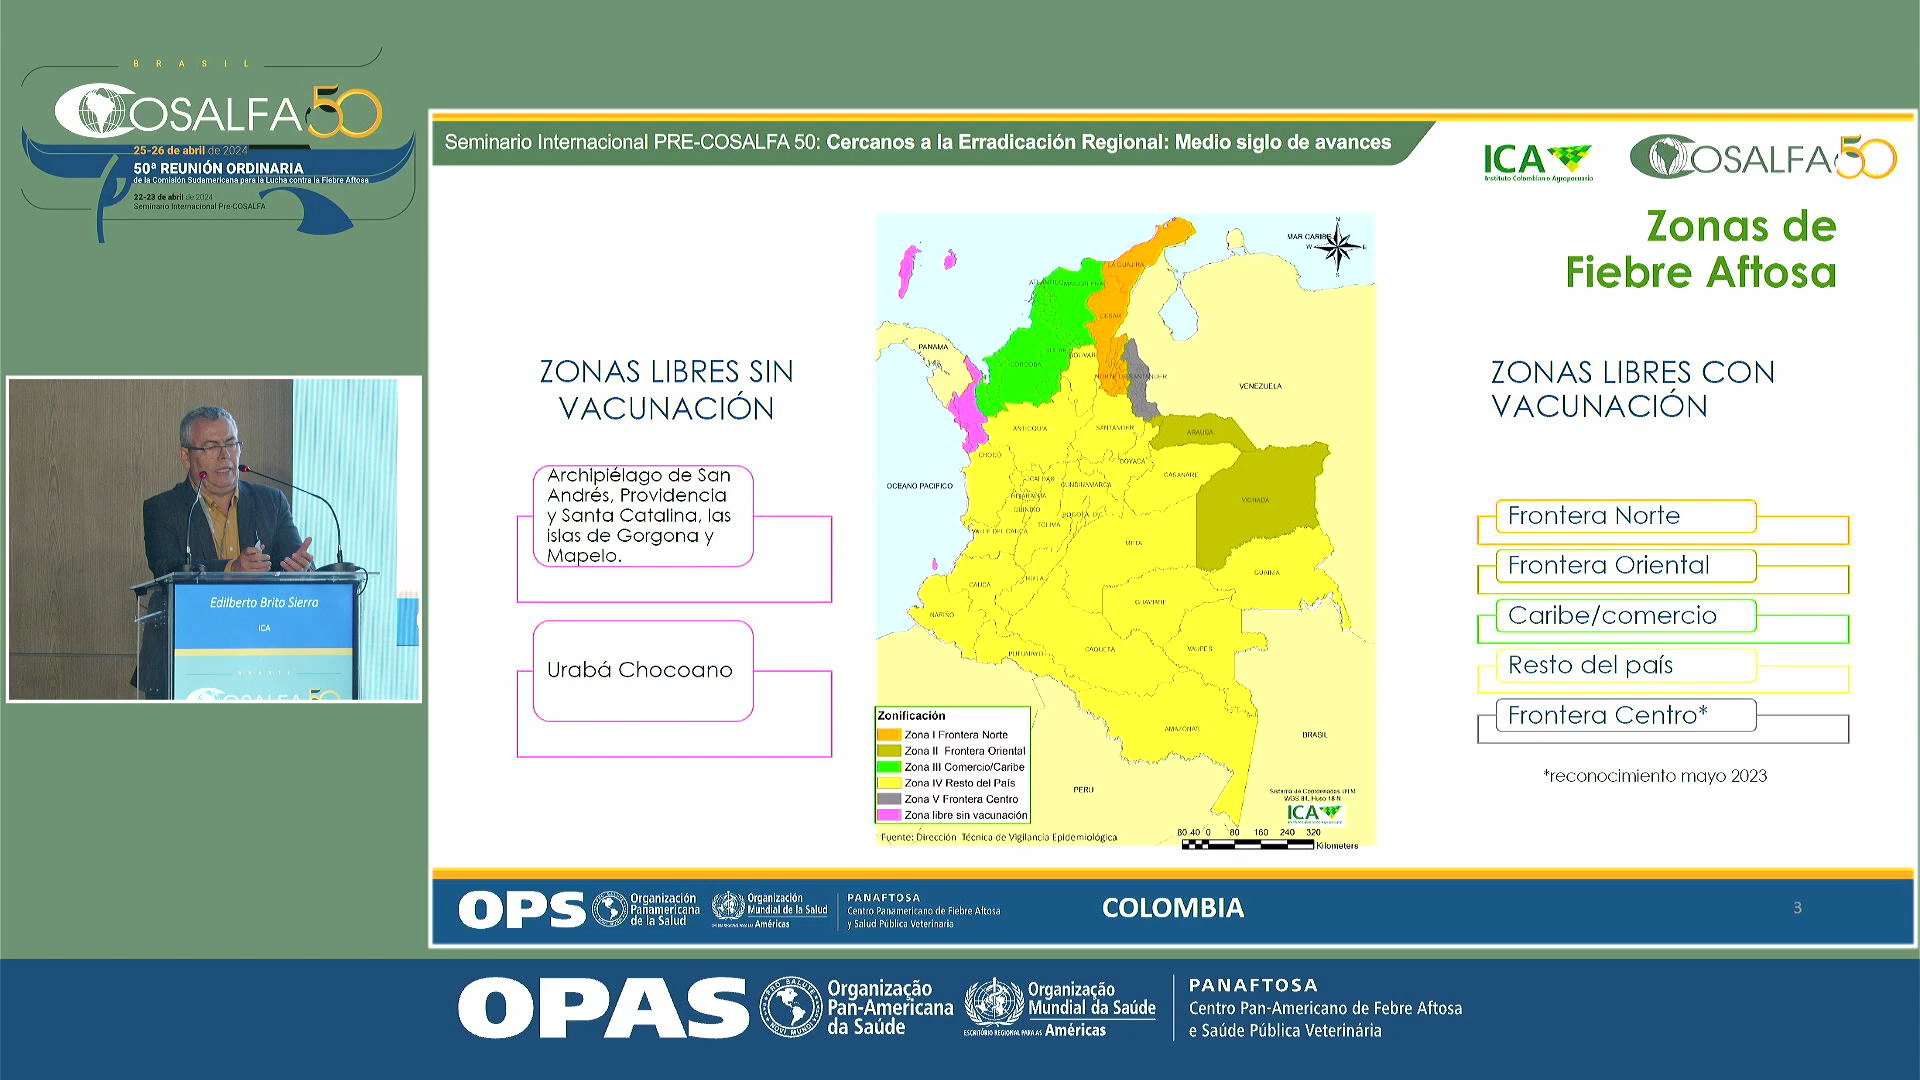 BRASIL
COSALFA 50
25-26 de abril de 2024
50ª REUNIÓN ORDINARIA
de la Comisión Sudamericana para la Lucha contra la Fiebre Aftosa
22-23 de abril de 2024
Seminario Internacional Pre-COSALFA
Seminario Internacional PRE-COSALFA 50: Cercanos a la Erradicación Regional: Medio siglo de avances
ICA
Instituto Colombiano Agropecuario
COSALFA 50
Zonas de
Fiebre Aftosa
ZONAS LIBRES SIN
VACUNACIÓN
Archipiélago de San
Andrés, Providencia
y Santa Catalina, las
islas de Gorgona y
Mapelo.
Urabá Chocoano
MAR CARIBE
N
W
E
S
LA GUAJIRA
ATLANTICO
MAGDALENA
CESAR
PANAMA
SUCRE
BOLIVAR
CORDOBA
NORTE DE SANTANDER
VENEZUELA
ANTIOQUIA
SANTANDER
ARAUCA
CHOCÓ
BOYACÁ
CASANARE
CALDAS
CUNDINAMARCA
OCEANO PACIFICO
RISARALDA
VICHADA
QUINDIO
BOGOTA, D.C.
TOLIMA
VALLE DEL CAUCA
META
GUAINIA
CAUCA
HUILA
GUAVIARE
NARIÑO
CAQUETÁ
VAUPÉS
PUTUMAYO
AMAZONAS
BRASIL
PERU
Zonificación
Zona I Frontera Norte
Zona II Frontera Oriental
Zona III Comercio/Caribe
Zona IV Resto del País
Zona V Frontera Centro
Zona libre sin vacunación
Fuente: Dirección Técnica de Vigilancia Epidemiológica
Sistema de Coordenadas UTM
WGS 84, Huso 18 N
ICA
80 40 0 80 160 240 320
Kilometers
ZONAS LIBRES CON
VACUNACIÓN
Frontera Norte
Frontera Oriental
Caribe/comercio
Resto del país
Frontera Centro*
*reconocimiento mayo 2023
Edilberto Brito Sierra
ICA
BRASIL
COSALFA 50
OPS
Organización
Panamericana
de la Salud
Organización
Mundial de la Salud
Américas
PANAFTOSA
Centro Panamericano de Fiebre Aftosa
y Salud Pública Veterinaria
COLOMBIA
3
OPAS
PRO SALUTE
NOVI MUNDI
Organização
Pan-Americana
da Saúde
Organização
Mundial da Saúde
ESCRITÓRIO REGIONAL PARA AS Américas
PANAFTOSA
Centro Pan-Americano de Febre Aftosa
e Saúde Pública Veterinária